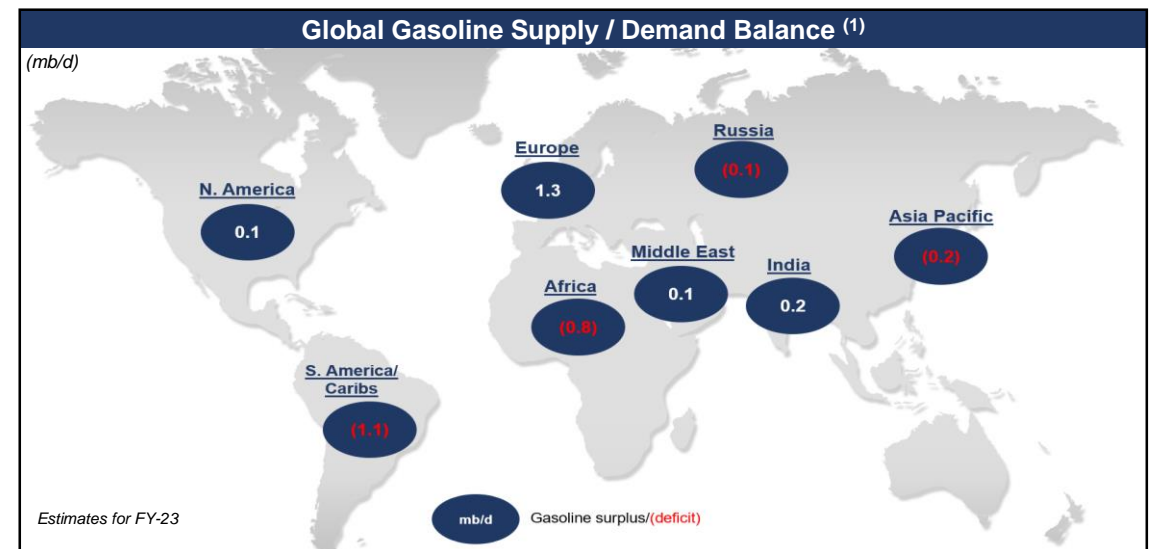 Global Gasoline Supply / Demand Balance (1)
(mb/d)
Russia
(0.1)
Europe
1.3
N. America
0.1
Asia Pacific
(0.2)
Middle East
0.1
India
0.2
Africa
(0.8)
S. America/
Caribs
(1.1)
Estimates for FY-23
mb/d
Gasoline surplus/(deficit)